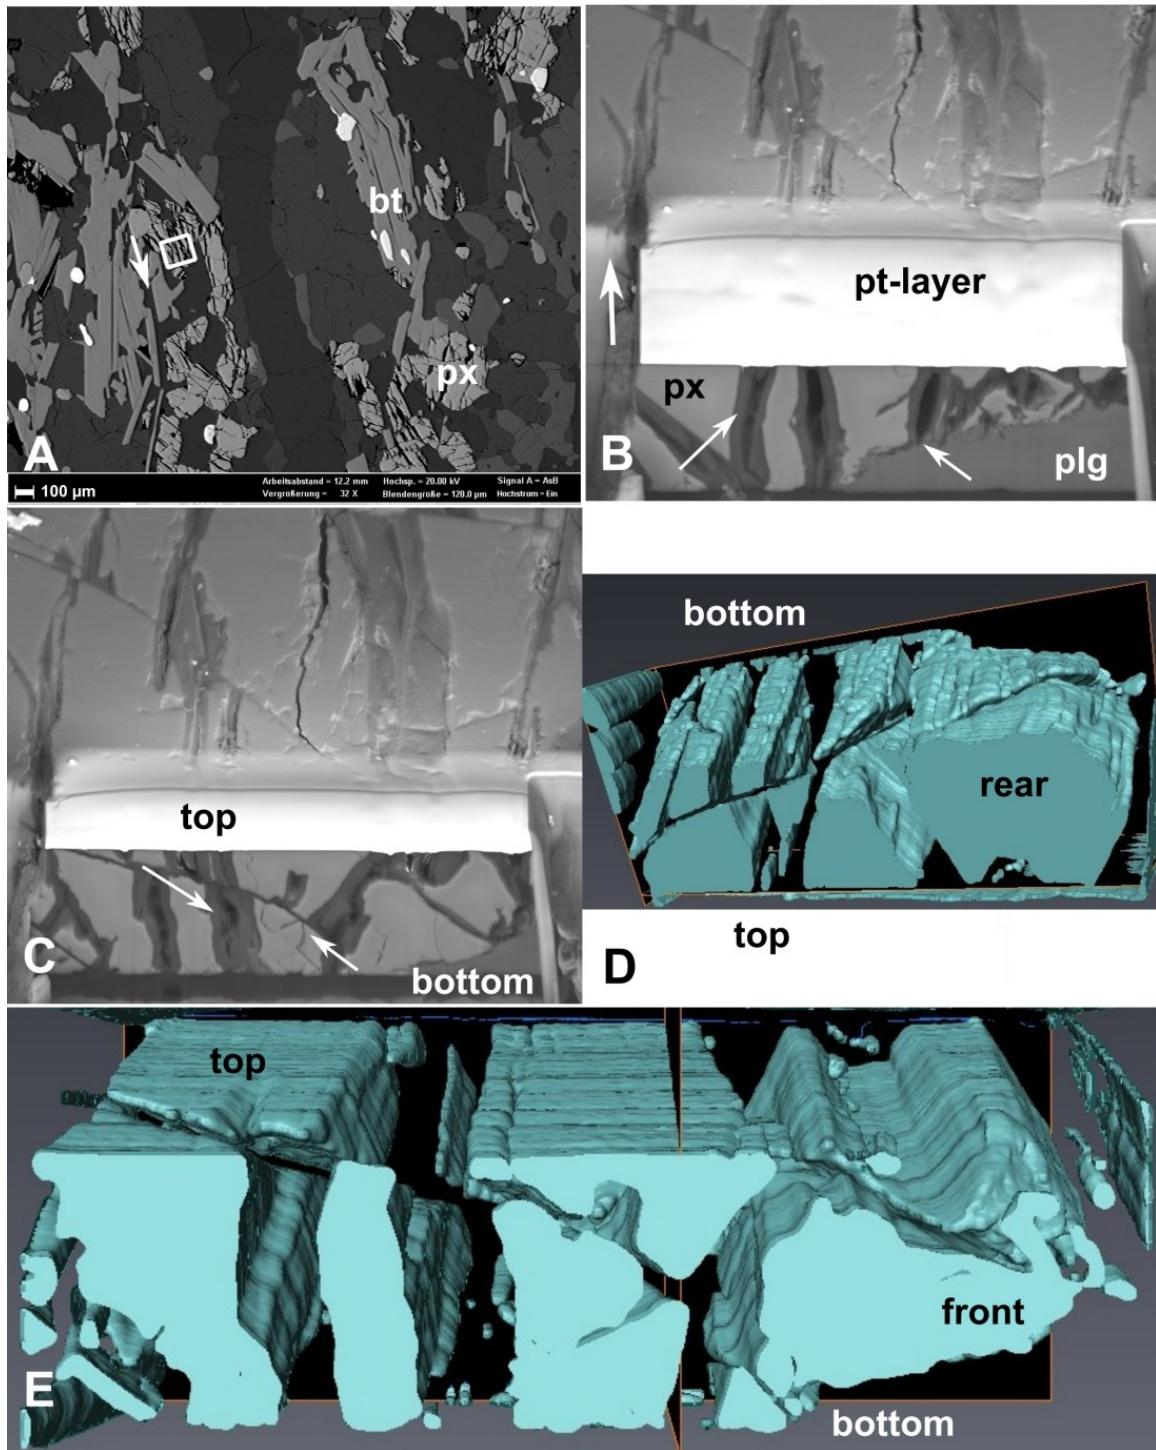 bt
px
A
100 µm
Arbeitsabstand = 12.2 mm Hochsp. = 20.00 kV Signal A = AsB
Vergrößerung = 32 X Blendengröße = 120.0 µm Hochstrom = Ein
pt-layer
px
B
plg
top
C
bottom
bottom
rear
top
D
top
front
E
bottom